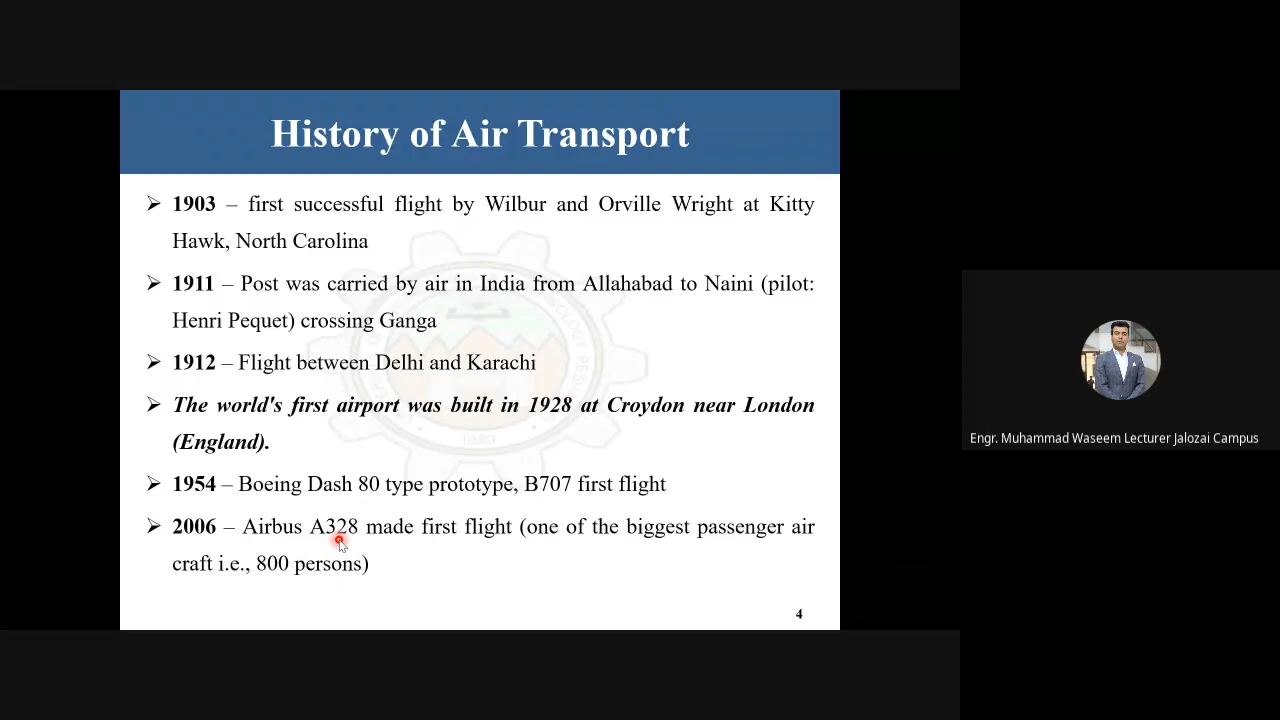 History of Air Transport
➢ 1903 – first successful flight by Wilbur and Orville Wright at Kitty
Hawk, North Carolina
➢ 1911 – Post was carried by air in India from Allahabad to Naini (pilot:
Henri Pequet) crossing Ganga
➢ 1912 – Flight between Delhi and Karachi
➢ The world's first airport was built in 1928 at Croydon near London
(England).
➢ 1954 – Boeing Dash 80 type prototype, B707 first flight
➢ 2006 – Airbus A328 made first flight (one of the biggest passenger air
craft i.e., 800 persons)
4
Engr. Muhammad Waseem Lecturer Jalozai Campus